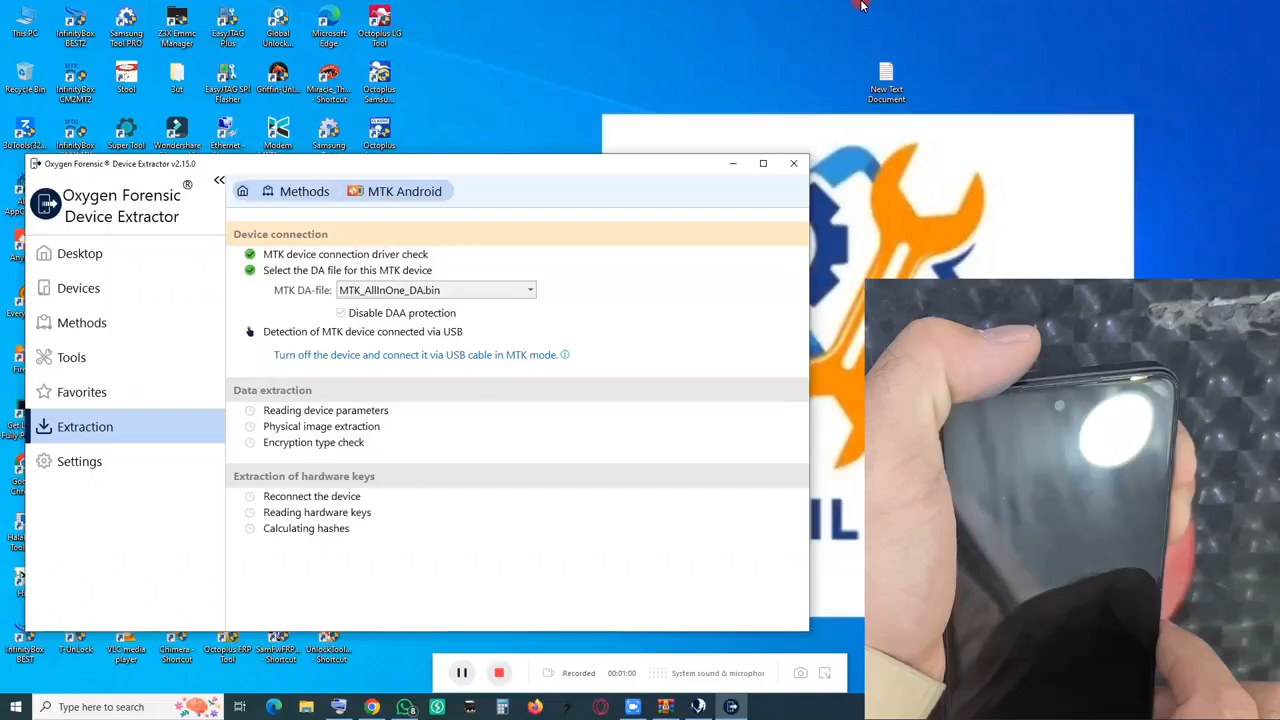 This PC
InfinityBox BEST2
Samsung Tool PRO
Z3X Emmc Manager
EasyJTAG Plus
Global Unlock...
Microsoft Edge
Octoplus LG Tool
Recycle Bin
InfinityBox CM2MT2
Stool
3ut
EasyJTAG SPI Flasher
Griffin-Unl...
Miracle_Th... - Shortcut
Octoplus Samsu...
New Text Document
3uTools(32...
InfinityBox
Super Tool
Wondershare
Ethernet -
Modem
Samsung
Octoplus
Oxygen Forensic® Device Extractor v2.15.0
Oxygen Forensic ®
Device Extractor
<<
Methods
MTK Android
Desktop
Devices
Methods
Tools
Favorites
Extraction
Settings
Device connection
MTK device connection driver check
Select the DA file for this MTK device
MTK DA-file:
MTK_AllInOne_DA.bin
Disable DAA protection
Detection of MTK device connected via USB
Turn off the device and connect it via USB cable in MTK mode.
Data extraction
Reading device parameters
Physical image extraction
Encryption type check
Extraction of hardware keys
Reconnect the device
Reading hardware keys
Calculating hashes
IL
InfinityBox BEST
T-UnLock
VLC media player
Chimera - Shortcut
Octoplus FRP Tool
SamFwFRP... - Shortcut
UnlockTool... - Shortcut
Recorded
00:01:00
System sound & microphon
Type here to search